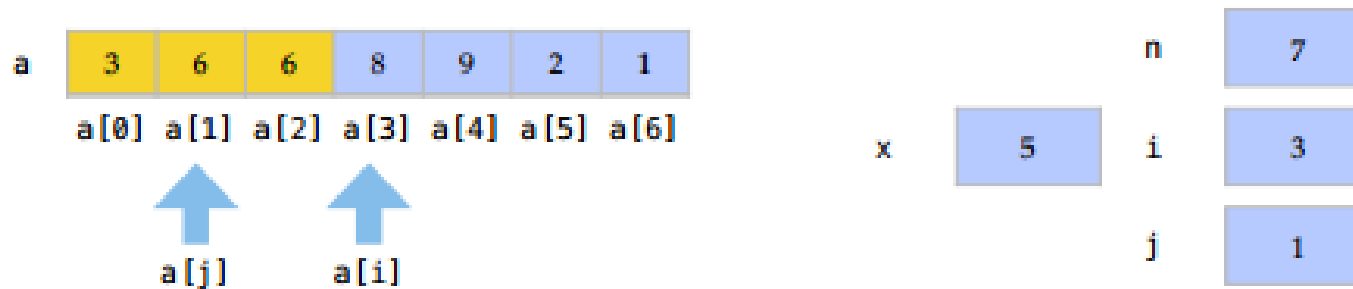 a 3 6 6 8 9 2 1
a[0] a[1] a[2] a[3] a[4] a[5] a[6]
a[j] a[i]
n 7
x 5 i 3
j 1